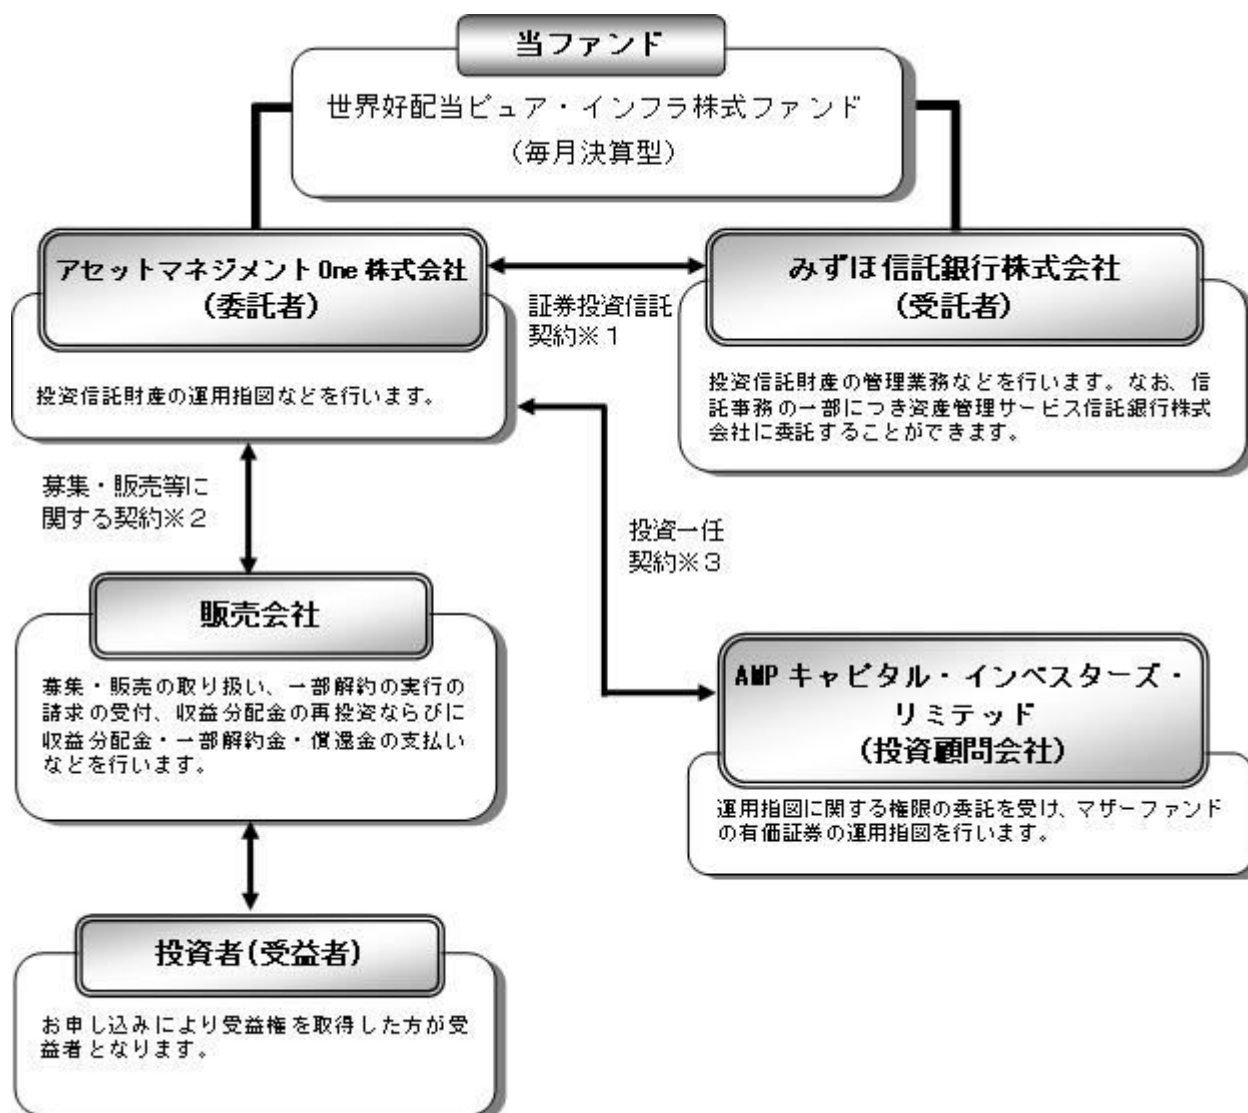 当ファンド
世界好配当ピュア・インフラ株式ファンド
（毎月決算型）
アセットマネジメント One 株式会社
（委託者）
投資信託財産の運用指図などを行います。
証券投資信託
契約※１
みずほ信託銀行株式会社
（受託者）
投資信託財産の管理業務などを行います。なお、信
託事務の一部につき資産管理サービス信託銀行株式
会社に委託することができます。
募集・販売等に
関する契約※２
投資一任
契約※３
販売会社
募集・販売の取り扱い、一部解約の実行の
請求の受付、収益分配金の再投資ならびに
収益分配金・一部解約金・償還金の支払い
などを行います。
AMP キャピタル・インベスターズ・
リミテッド
（投資顧問会社）
運用指図に関する権限の委託を受け、マザーファンド
の有価証券の運用指図を行います。
投資者（受益者）
お申し込みにより受益権を取得した方が受
益者となります。